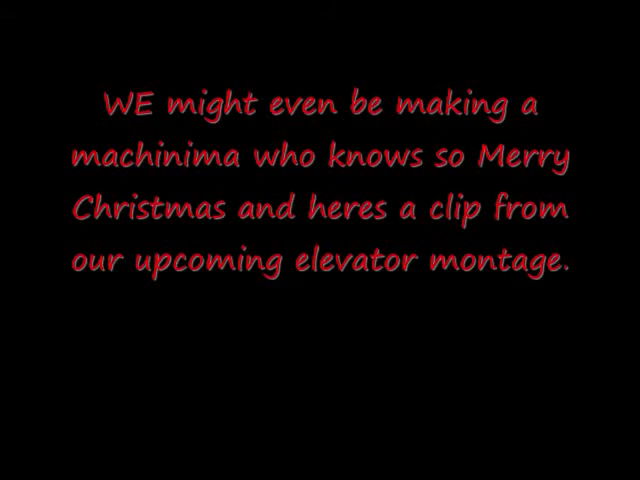 WE might even be making a
machinima who knows so Merry
Christmas and heres a clip from
our upcoming elevator montage.